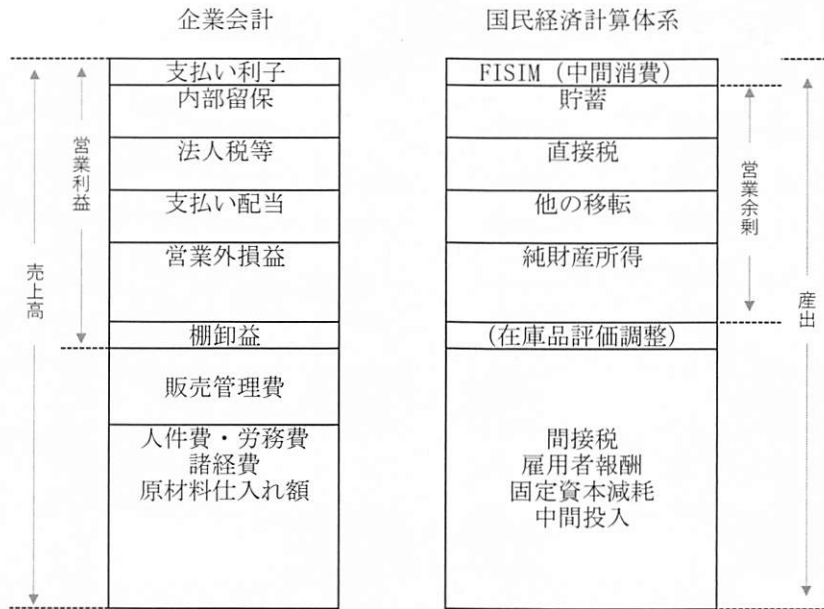 企業会計
国民経済計算体系
支払い利子
内部留保
法人税等
支払い配当
営業外損益
棚卸益
販売管理費
人件費・労務費
諸経費
原材料仕入れ額
営業利益
売上高
FISIM（中間消費）
貯蓄
直接税
他の移転
純財産所得
(在庫品評価調整)
間接税
雇用者報酬
固定資本減耗
中間投入
営業余剰
産出